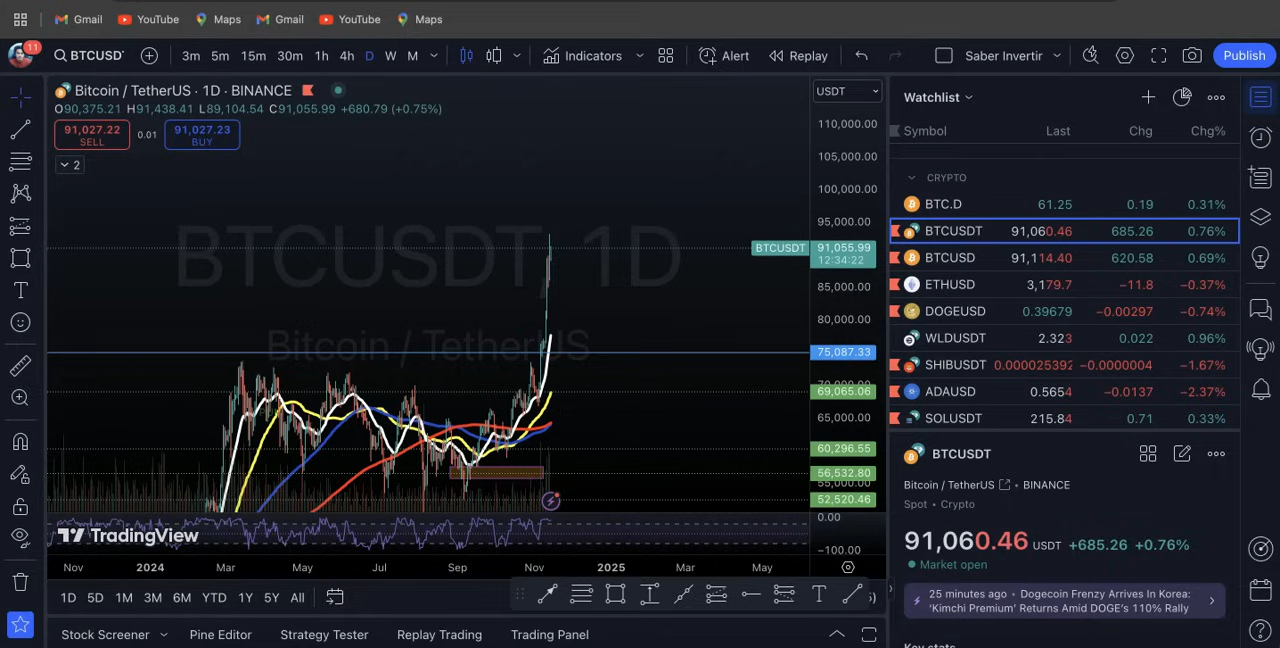 Gmail YouTube Maps Gmail YouTube Maps
11 BTCUSD 3m 5m 15m 30m 1h 4h D W M Indicators Alert Replay Saber Invertir Publish
Bitcoin / TetherUS · 1D · BINANCE
O90,375.21 H91,438.41 L89,104.54 C91,055.99 +680.79 (+0.75%)
91,027.22 SELL 0.01 91,027.23 BUY
2
BTCUSDT, 1D
Bitcoin / TetherUS
USDT
110,000.00
105,000.00
100,000.00
95,000.00
BTCUSDT 91,055.99
12:34:22
85,000.00
80,000.00
75,087.33
69,065.06
65,000.00
60,296.55
56,532.80
55,000.00
52,520.46
0.00
−100.00
TradingView
Nov 2024 Mar May Jul Sep Nov 2025 Mar May
1D 5D 1M 3M 6M YTD 1Y 5Y All
Stock Screener Pine Editor Strategy Tester Replay Trading Trading Panel
Watchlist
Symbol Last Chg Chg%
CRYPTO
BTC.D 61.25 0.19 0.31%
BTCUSDT 91,060.46 685.26 0.76%
BTCUSD 91,114.40 620.58 0.69%
ETHUSD 3,179.7 −11.8 −0.37%
DOGEUSD 0.39679 −0.00297 −0.74%
WLDUSDT 2.323 0.022 0.96%
SHIBUSDT 0.000025392 −0.0000004 −1.67%
ADAUSD 0.5654 −0.0137 −2.37%
SOLUSDT 215.84 0.71 0.33%
BTCUSDT
Bitcoin / TetherUS • BINANCE
Spot • Crypto
91,060.46 USDT +685.26 +0.76%
Market open
25 minutes ago • Dogecoin Frenzy Arrives In Korea:
'Kimchi Premium' Returns Amid DOGE's 110% Rally
Key stats